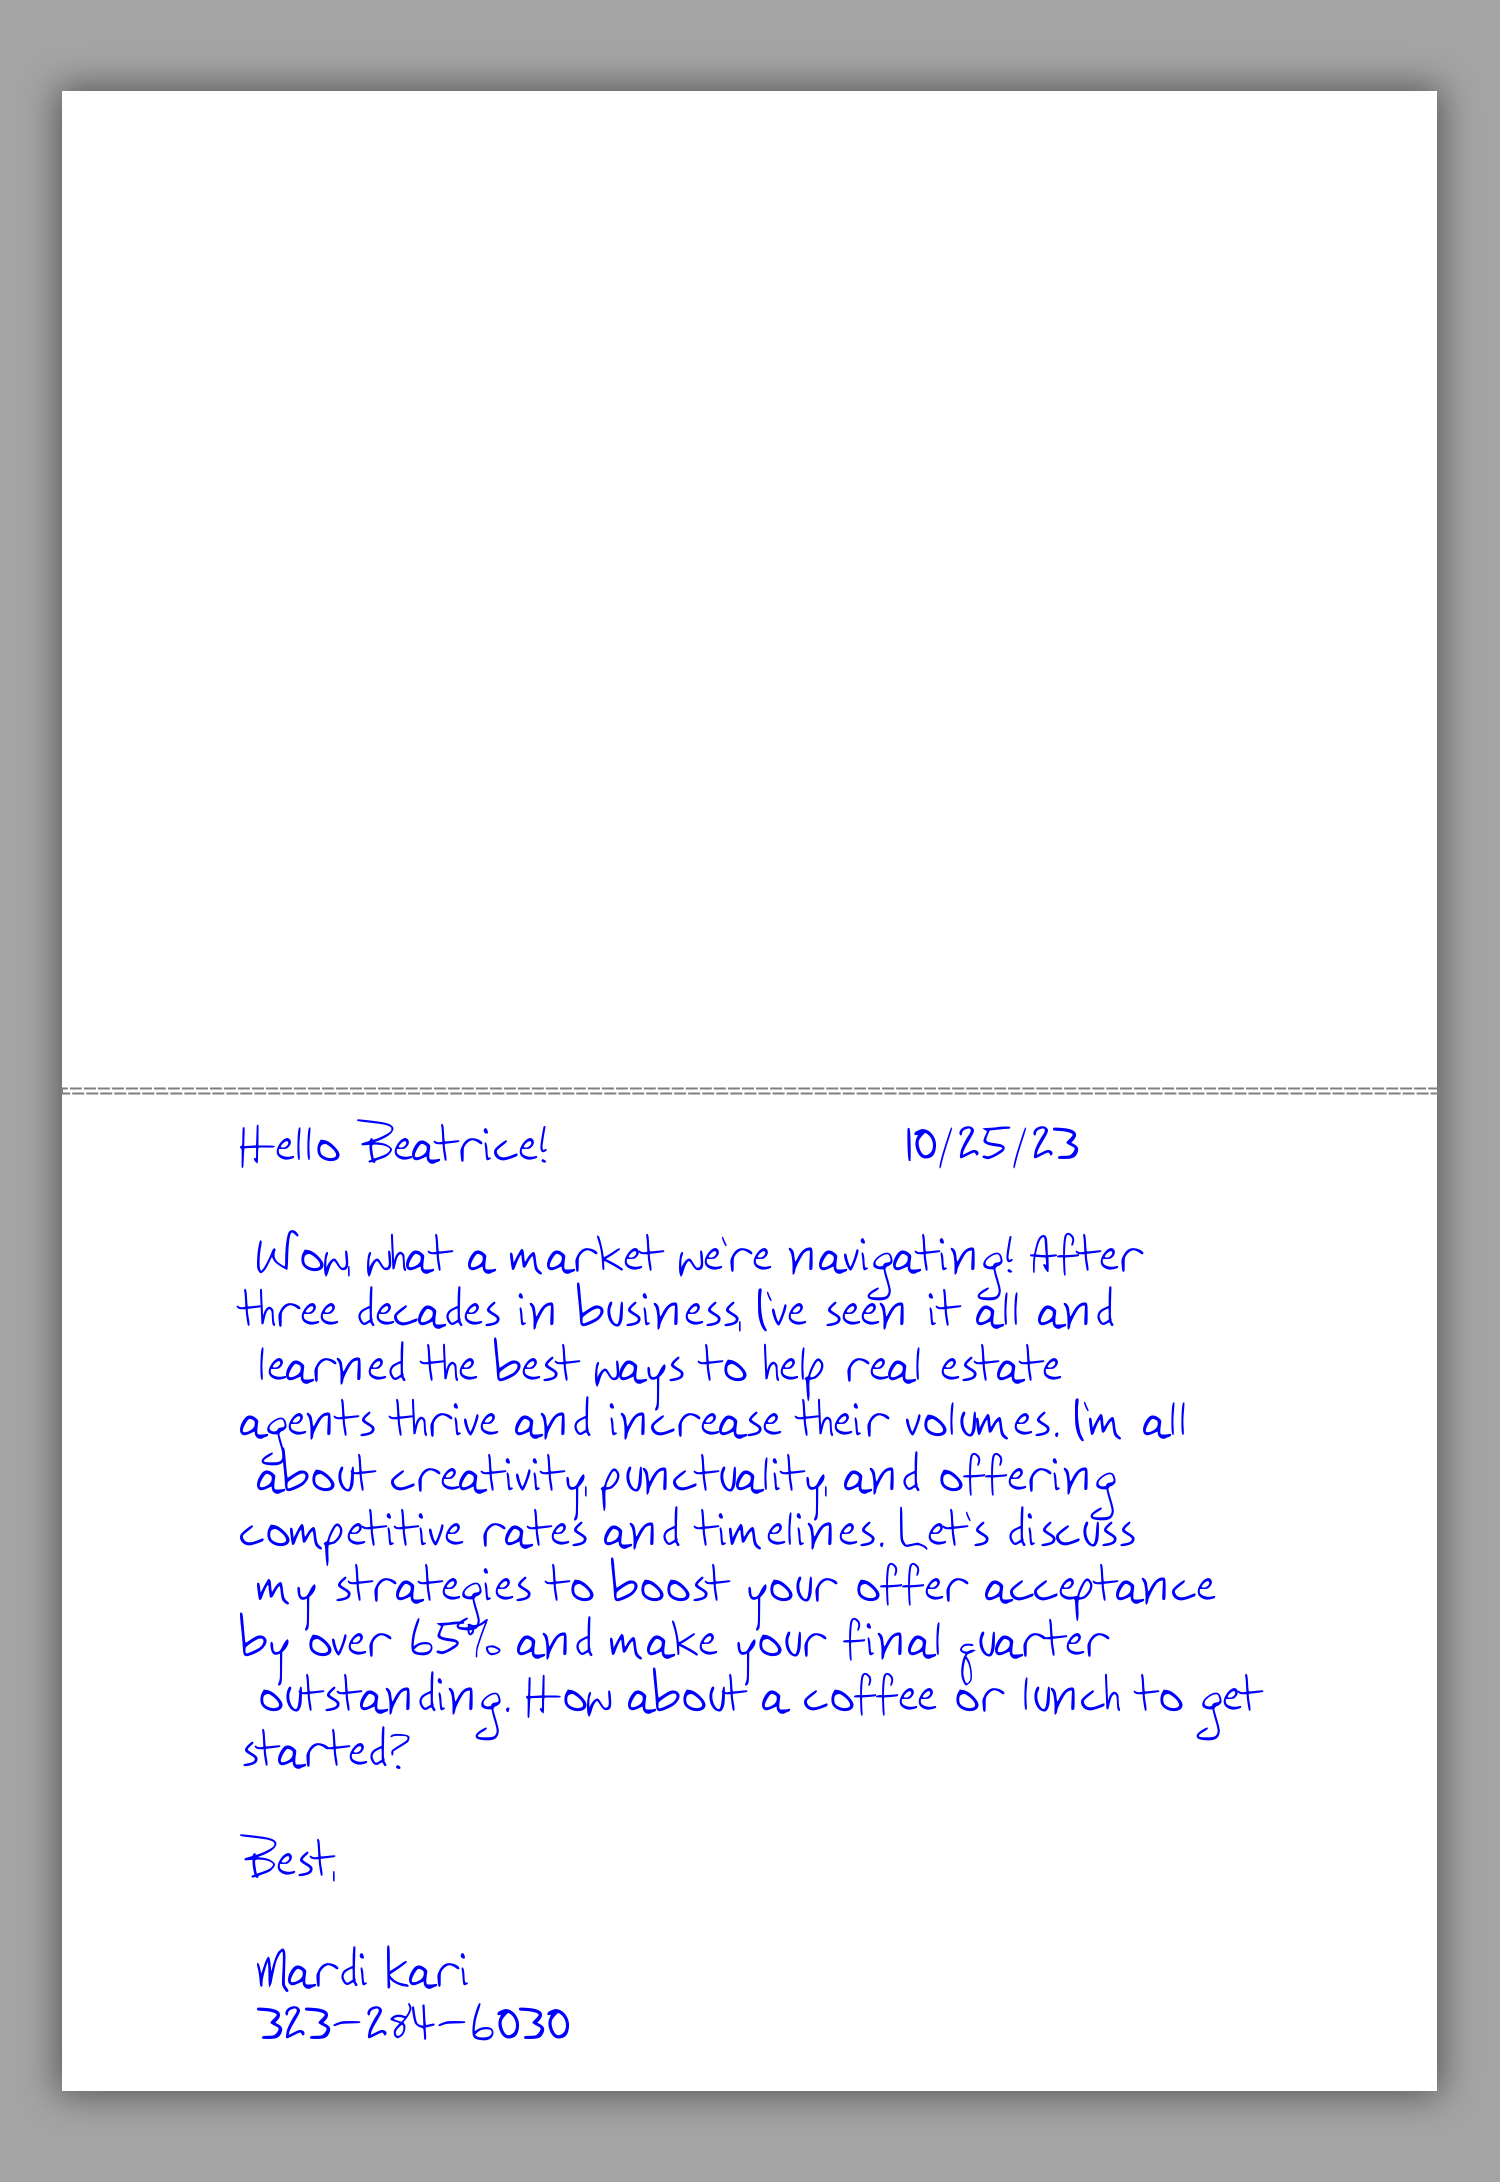 Hello Beatrice! 10/25/23
Wow, what a market we're navigating! After
three decades in business, I've seen it all and
learned the best ways to help real estate
agents thrive and increase their volumes. I'm all
about creativity, punctuality, and offering
competitive rates and timelines. Let's discuss
my strategies to boost your offer acceptance
by over 65% and make your final quarter
outstanding. How about a coffee or lunch to get
started?
Best,
Mardi Kari
323-284-6030